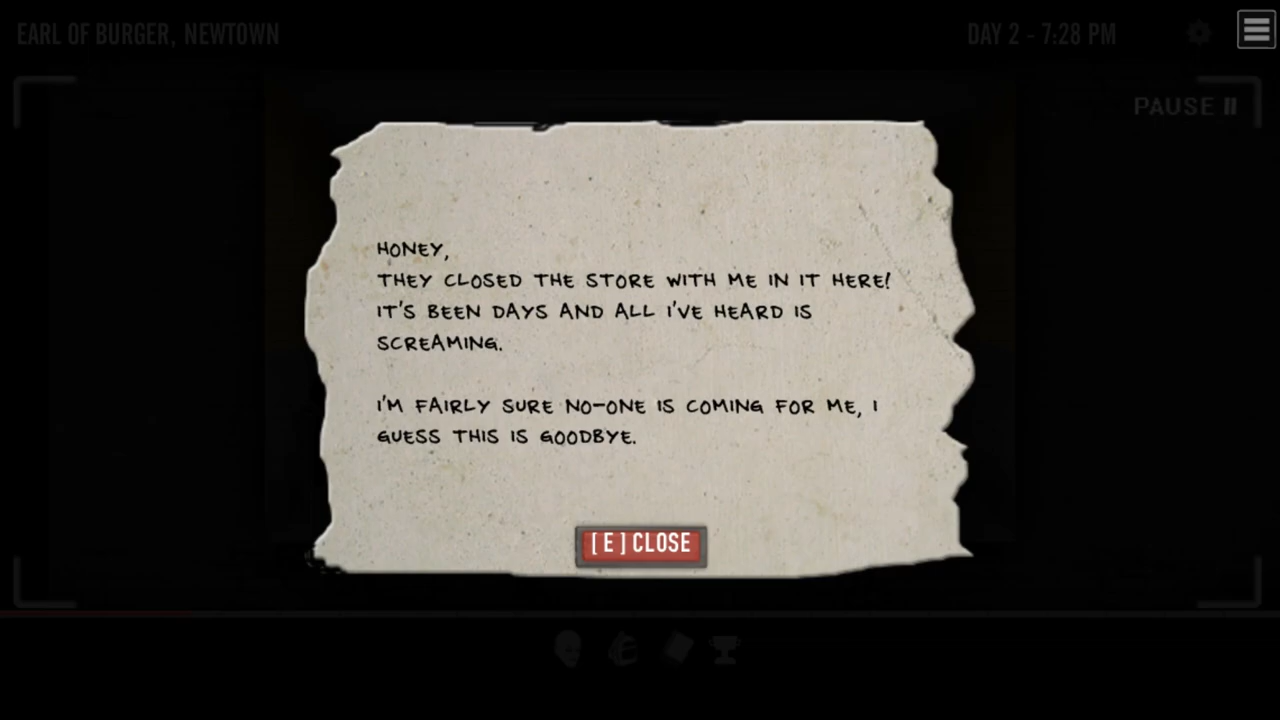 EARL OF BURGER, NEWTOWN
DAY 2 - 7:28 PM
PAUSE
HONEY,
THEY CLOSED THE STORE WITH ME IN IT HERE!
IT'S BEEN DAYS AND ALL I'VE HEARD IS
SCREAMING.
I'M FAIRLY SURE NO-ONE IS COMING FOR ME, I
GUESS THIS IS GOODBYE.
[ E ] CLOSE